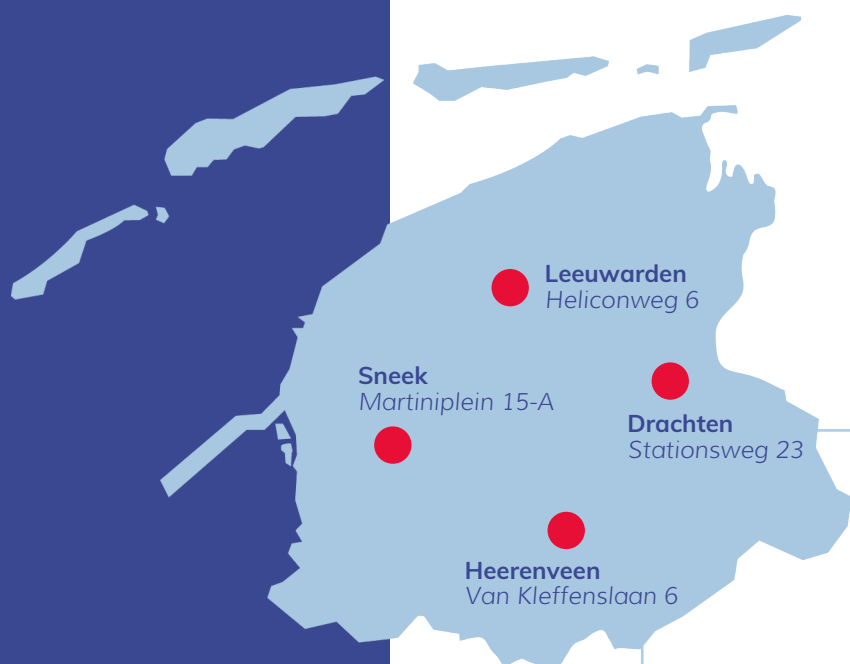 Leeuwarden
Heliconweg 6
Sneek
Martiniplein 15-A
Drachten
Stationsweg 23
Heerenveen
Van Kleffenslaan 6